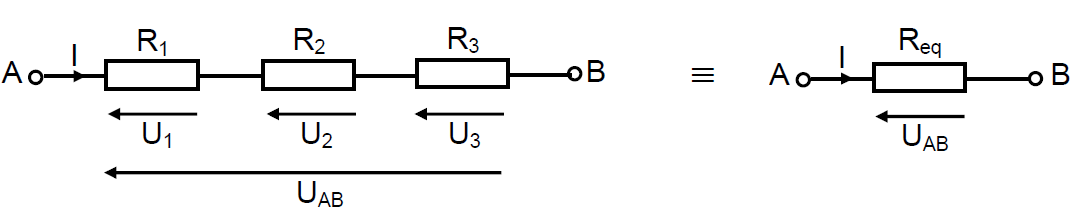 I R1 R2 R3 I Req
A B ≡ A B
U1 U2 U3 UAB
UAB